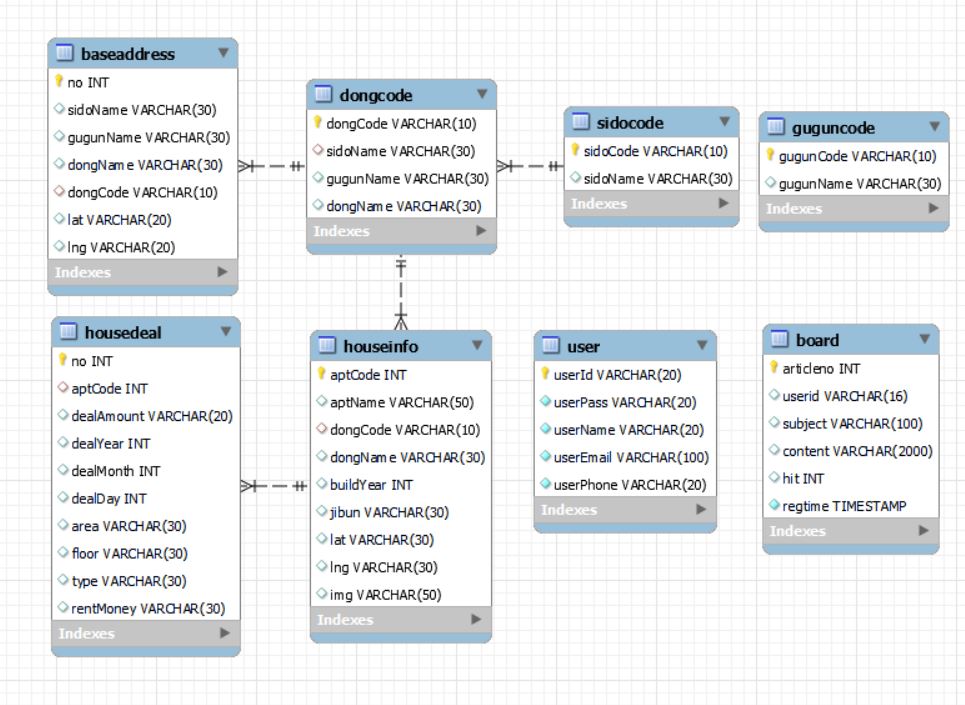 baseaddress
no INT
sidoName VARCHAR(30)
gugunName VARCHAR(30)
dongName VARCHAR(30)
dongCode VARCHAR(10)
lat VARCHAR(20)
lng VARCHAR(20)
Indexes
dongcode
dongCode VARCHAR(10)
sidoName VARCHAR(30)
gugunName VARCHAR(30)
dongName VARCHAR(30)
Indexes
sidocode
sidoCode VARCHAR(10)
sidoName VARCHAR(30)
Indexes
guguncode
gugunCode VARCHAR(10)
gugunName VARCHAR(30)
Indexes
housedeal
no INT
aptCode INT
dealAmount VARCHAR(20)
dealYear INT
dealMonth INT
dealDay INT
area VARCHAR(30)
floor VARCHAR(30)
type VARCHAR(30)
rentMoney VARCHAR(30)
Indexes
houseinfo
aptCode INT
aptName VARCHAR(50)
dongCode VARCHAR(10)
dongName VARCHAR(30)
buildYear INT
jibun VARCHAR(30)
lat VARCHAR(30)
lng VARCHAR(30)
img VARCHAR(50)
Indexes
user
userId VARCHAR(20)
userPass VARCHAR(20)
userName VARCHAR(20)
userEmail VARCHAR(100)
userPhone VARCHAR(20)
Indexes
board
articleno INT
userid VARCHAR(16)
subject VARCHAR(100)
content VARCHAR(2000)
hit INT
regtime TIMESTAMP
Indexes